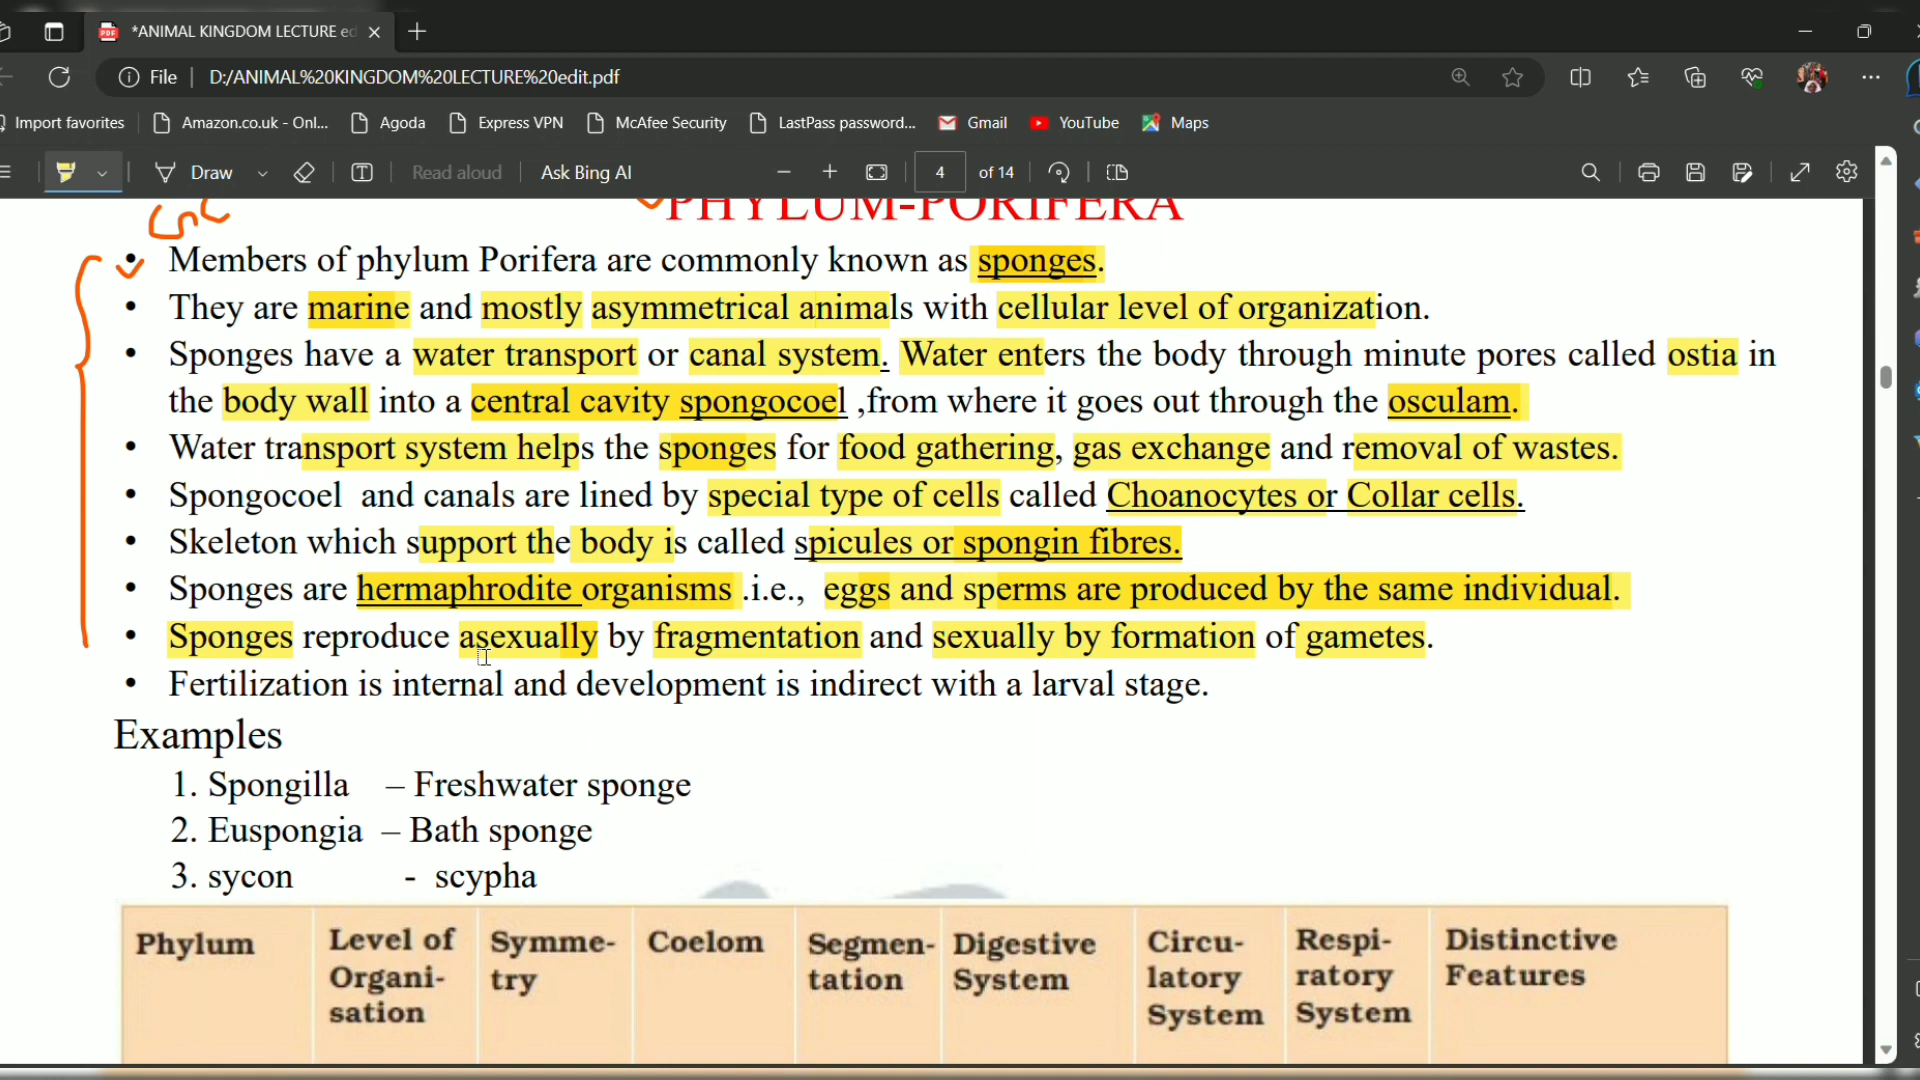 *ANIMAL KINGDOM LECTURE ed
File D:/ANIMAL%20KINGDOM%20LECTURE%20edit.pdf
Import favorites Amazon.co.uk - Onl... Agoda Express VPN McAfee Security LastPass password... Gmail YouTube Maps
Draw Read aloud Ask Bing AI 4 of 14
PHYLUM-PORIFERA
• Members of phylum Porifera are commonly known as sponges.
• They are marine and mostly asymmetrical animals with cellular level of organization.
• Sponges have a water transport or canal system. Water enters the body through minute pores called ostia in
the body wall into a central cavity spongocoel ,from where it goes out through the osculam.
• Water transport system helps the sponges for food gathering, gas exchange and removal of wastes.
• Spongocoel and canals are lined by special type of cells called Choanocytes or Collar cells.
• Skeleton which support the body is called spicules or spongin fibres.
• Sponges are hermaphrodite organisms .i.e., eggs and sperms are produced by the same individual.
• Sponges reproduce asexually by fragmentation and sexually by formation of gametes.
• Fertilization is internal and development is indirect with a larval stage.
Examples
1. Spongilla – Freshwater sponge
2. Euspongia – Bath sponge
3. sycon - scypha
Phylum Level of Symme- Coelom Segmen- Digestive Circu- Respi- Distinctive
Organi- try tation System latory ratory Features
sation System System